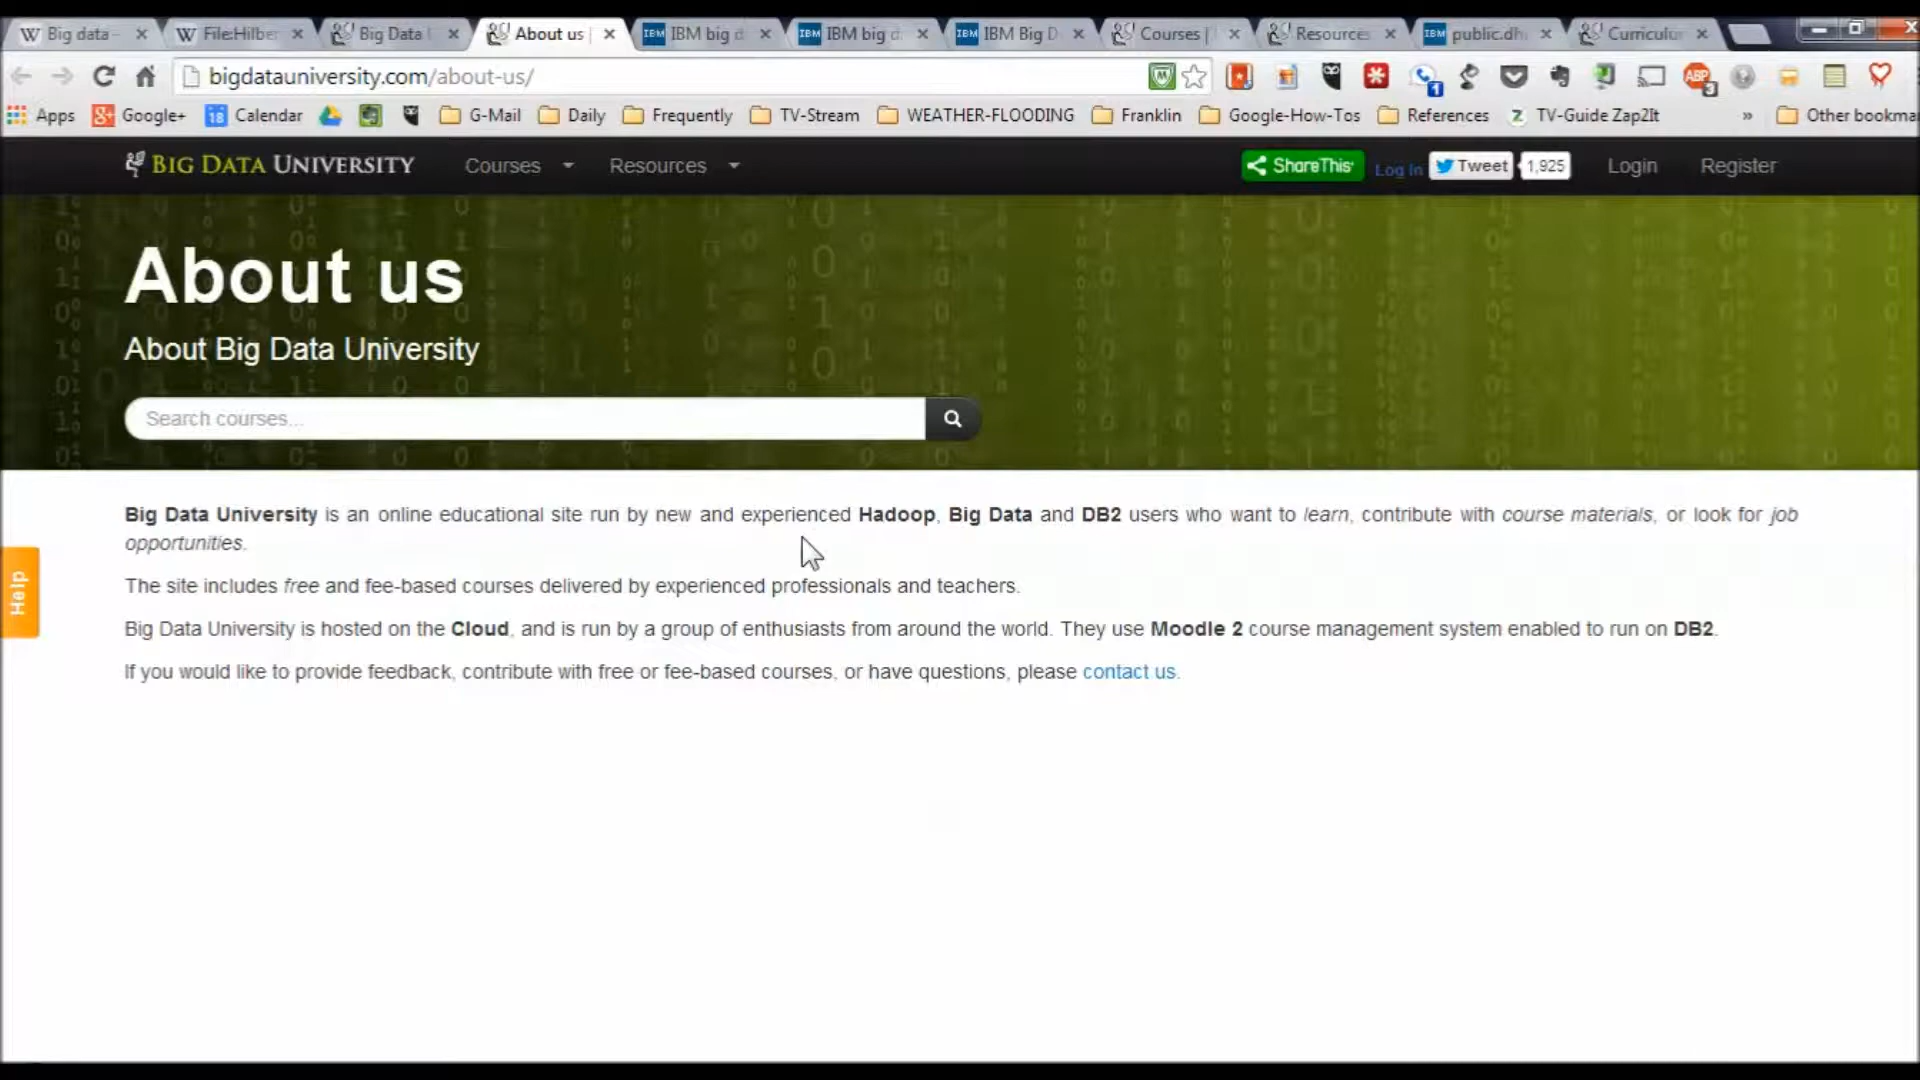 Big data -
File:Hilber
Big Data
About us
IBM big d
IBM big d
IBM Big D
Courses |
Resources
public.dh
Curriculu
bigdatauniversity.com/about-us/
Apps
Google+
18 Calendar
G-Mail
Daily
Frequently
TV-Stream
WEATHER-FLOODING
Franklin
Google-How-Tos
References
TV-Guide Zap2It
»
Other bookma
BIG DATA UNIVERSITY
Courses
Resources
ShareThis
Log In
Tweet
1,925
Login
Register
About us
About Big Data University
Search courses...
Big Data University is an online educational site run by new and experienced Hadoop, Big Data and DB2 users who want to learn, contribute with course materials, or look for job
opportunities.
Help
The site includes free and fee-based courses delivered by experienced professionals and teachers.
Big Data University is hosted on the Cloud, and is run by a group of enthusiasts from around the world. They use Moodle 2 course management system enabled to run on DB2.
If you would like to provide feedback, contribute with free or fee-based courses, or have questions, please contact us.